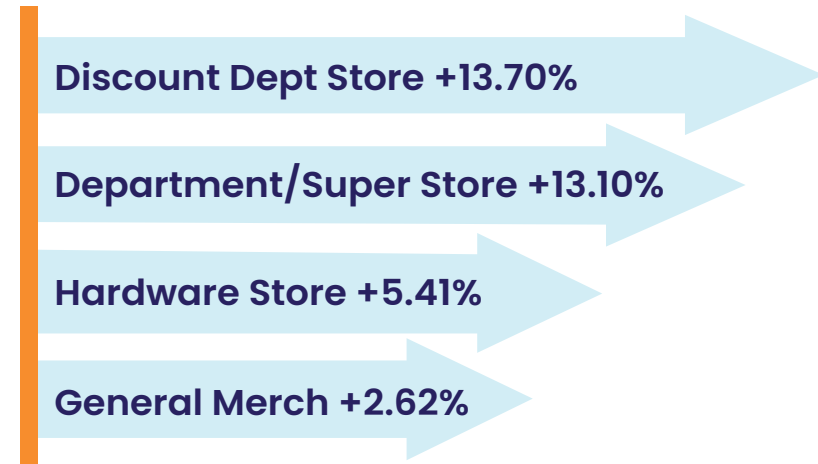 Discount Dept Store +13.70%
Department/Super Store +13.10%
Hardware Store +5.41%
General Merch +2.62%